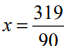 x = 319/90